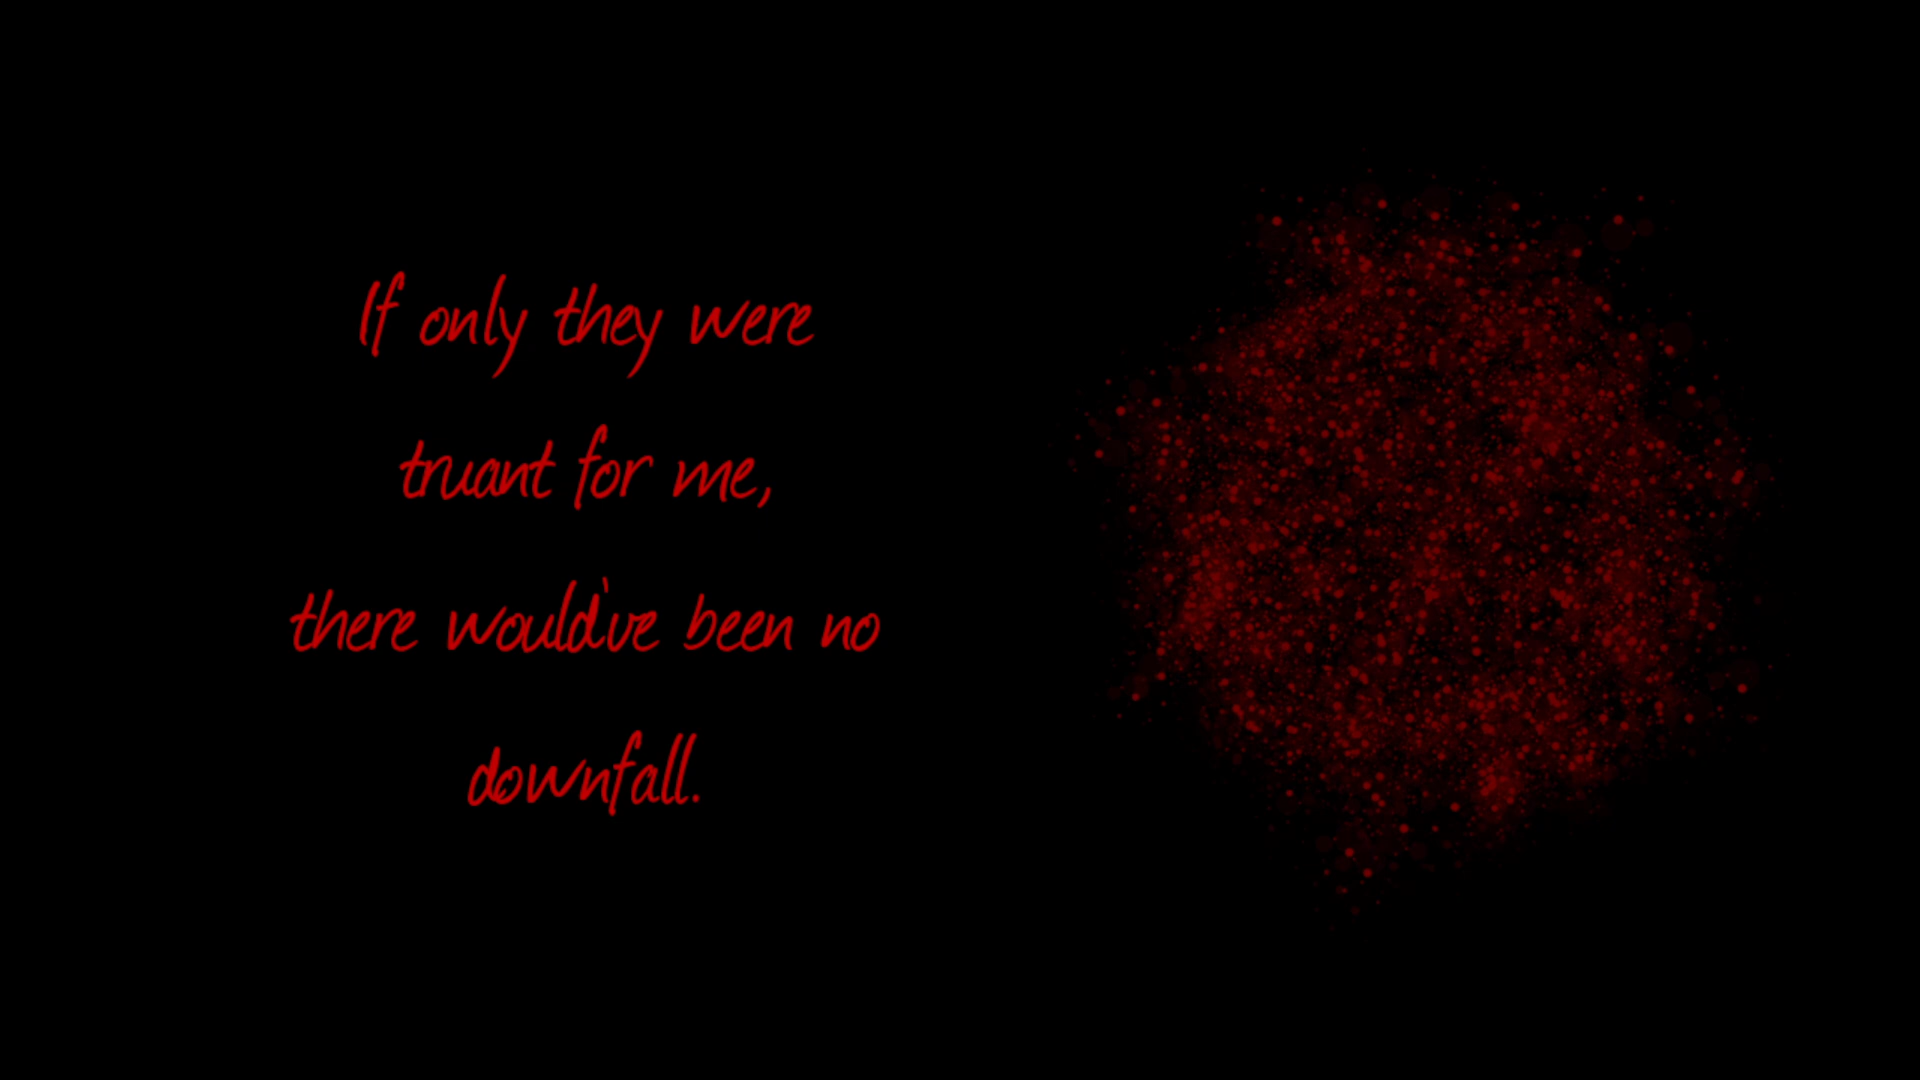 If only they were
truant for me,
there would've been no
downfall.